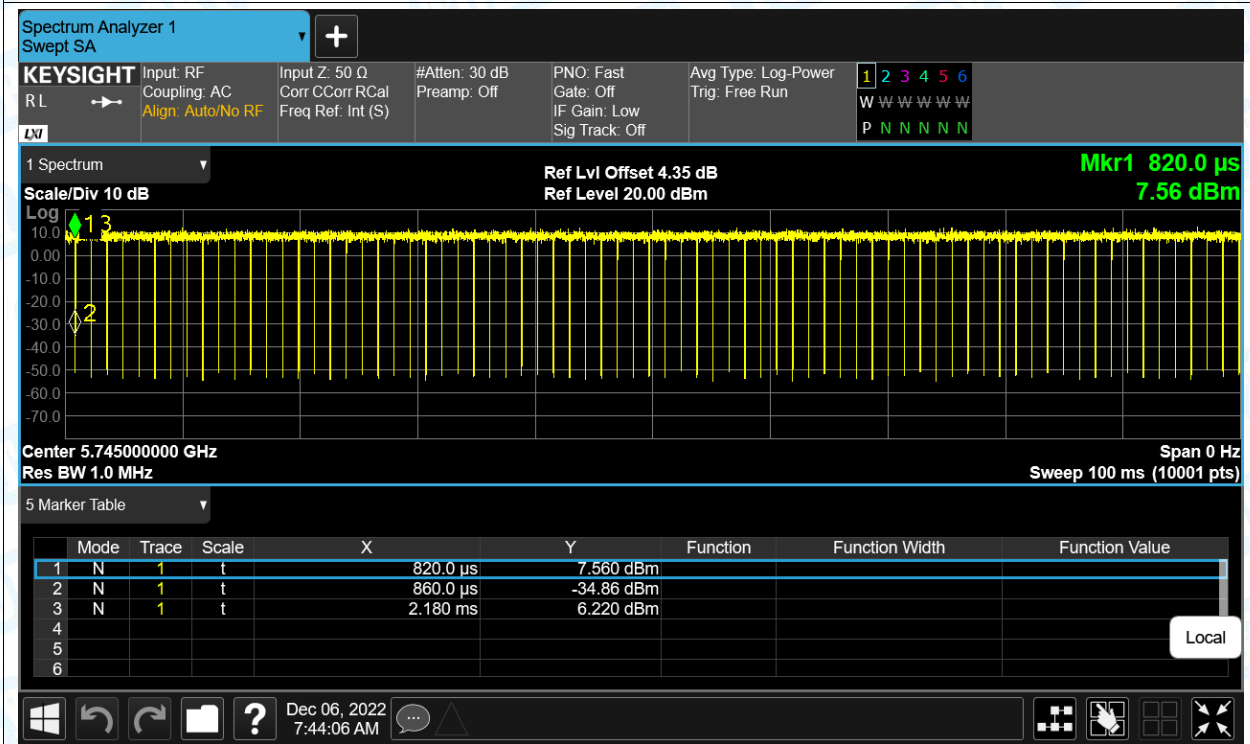 Spectrum Analyzer 1
Swept SA
KEYSIGHT Input: RF Input Z: 50 Ω #Atten: 30 dB PNO: Fast Avg Type: Log-Power 1 2 3 4 5 6
R L Coupling: AC Corr CCorr RCal Preamp: Off Gate: Off Trig: Free Run W W W W W W
Align: Auto/No RF Freq Ref: Int (S) IF Gain: Low
LXI Sig Track: Off P N N N N N
1 Spectrum Ref Lvl Offset 4.35 dB Mkr1 820.0 µs
Scale/Div 10 dB Ref Level 20.00 dBm 7.56 dBm
Log
1 3
10.0
0.00
-10.0
-20.0
2
-30.0
-40.0
-50.0
-60.0
-70.0
Center 5.745000000 GHz Span 0 Hz
Res BW 1.0 MHz Sweep 100 ms (10001 pts)
5 Marker Table
Mode Trace Scale X Y Function Function Width Function Value
1 N 1 t 820.0 µs 7.560 dBm
2 N 1 t 860.0 µs -34.86 dBm
3 N 1 t 2.180 ms 6.220 dBm
4
5
6
Local
? Dec 06, 2022
7:44:06 AM